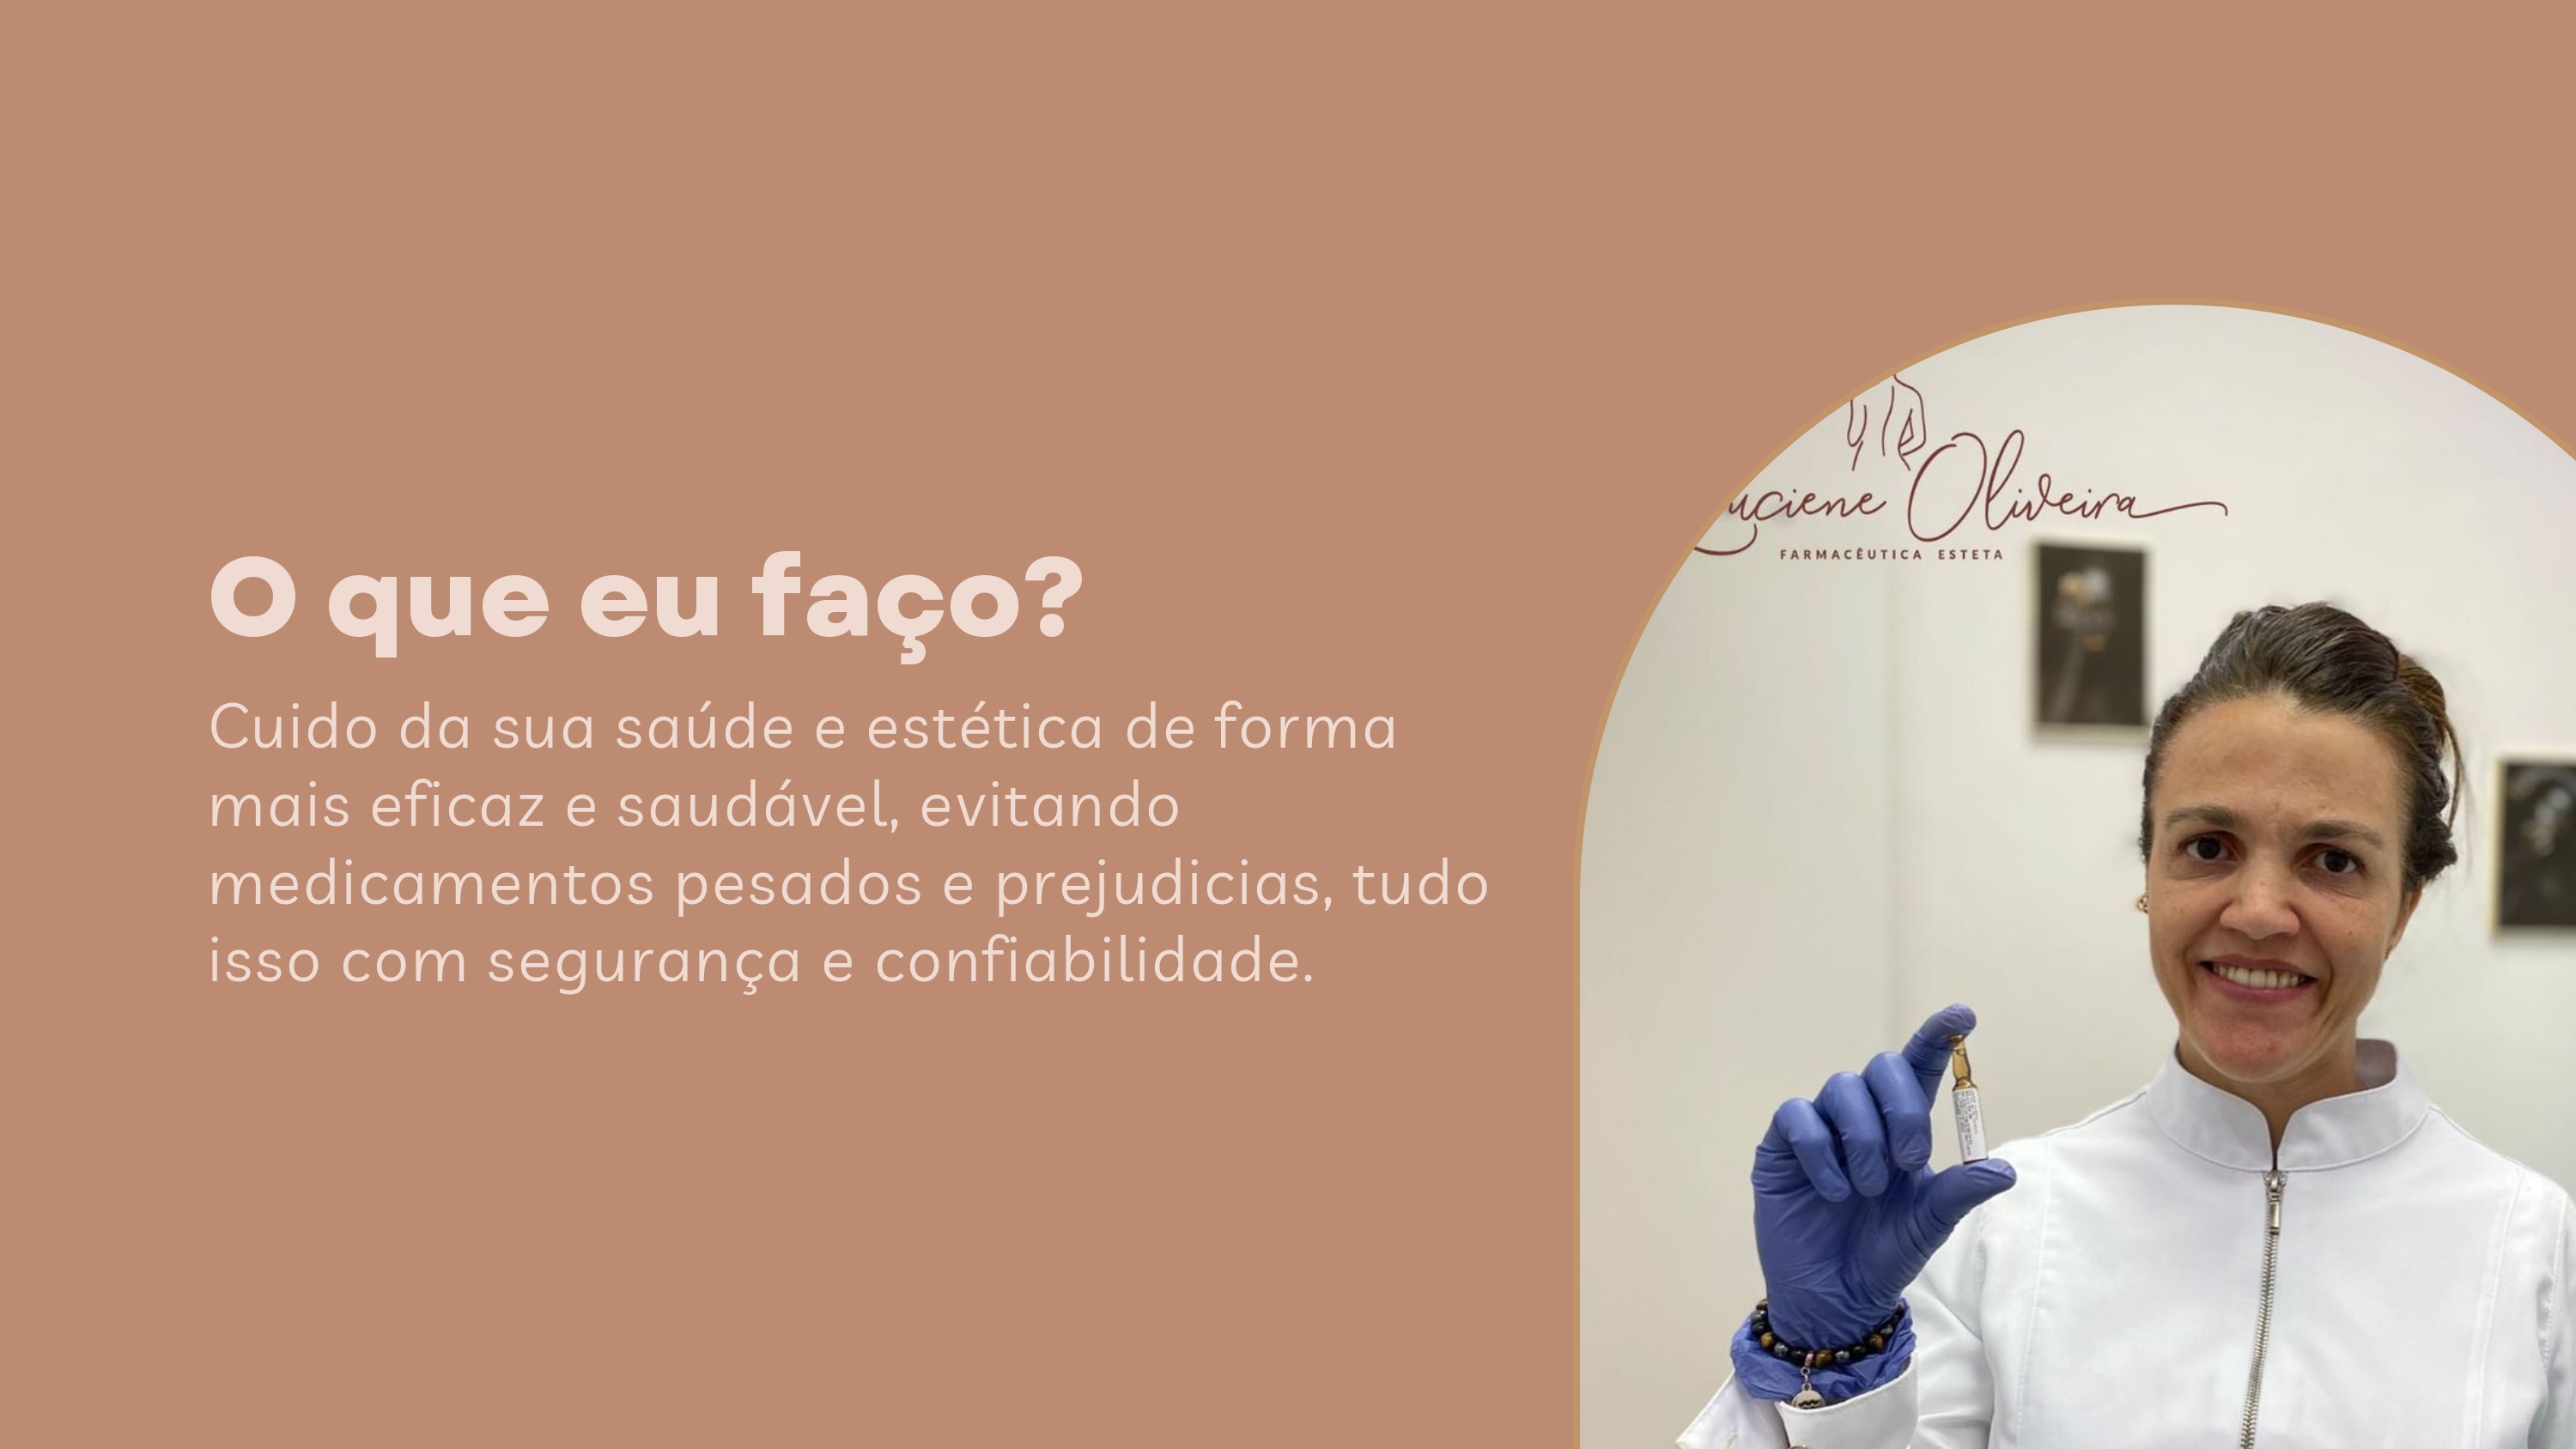 O que eu faço?
Cuido da sua saúde e estética de forma
mais eficaz e saudável, evitando
medicamentos pesados e prejudicias, tudo
isso com segurança e confiabilidade.
Luciene Oliveira
FARMACÊUTICA ESTETA